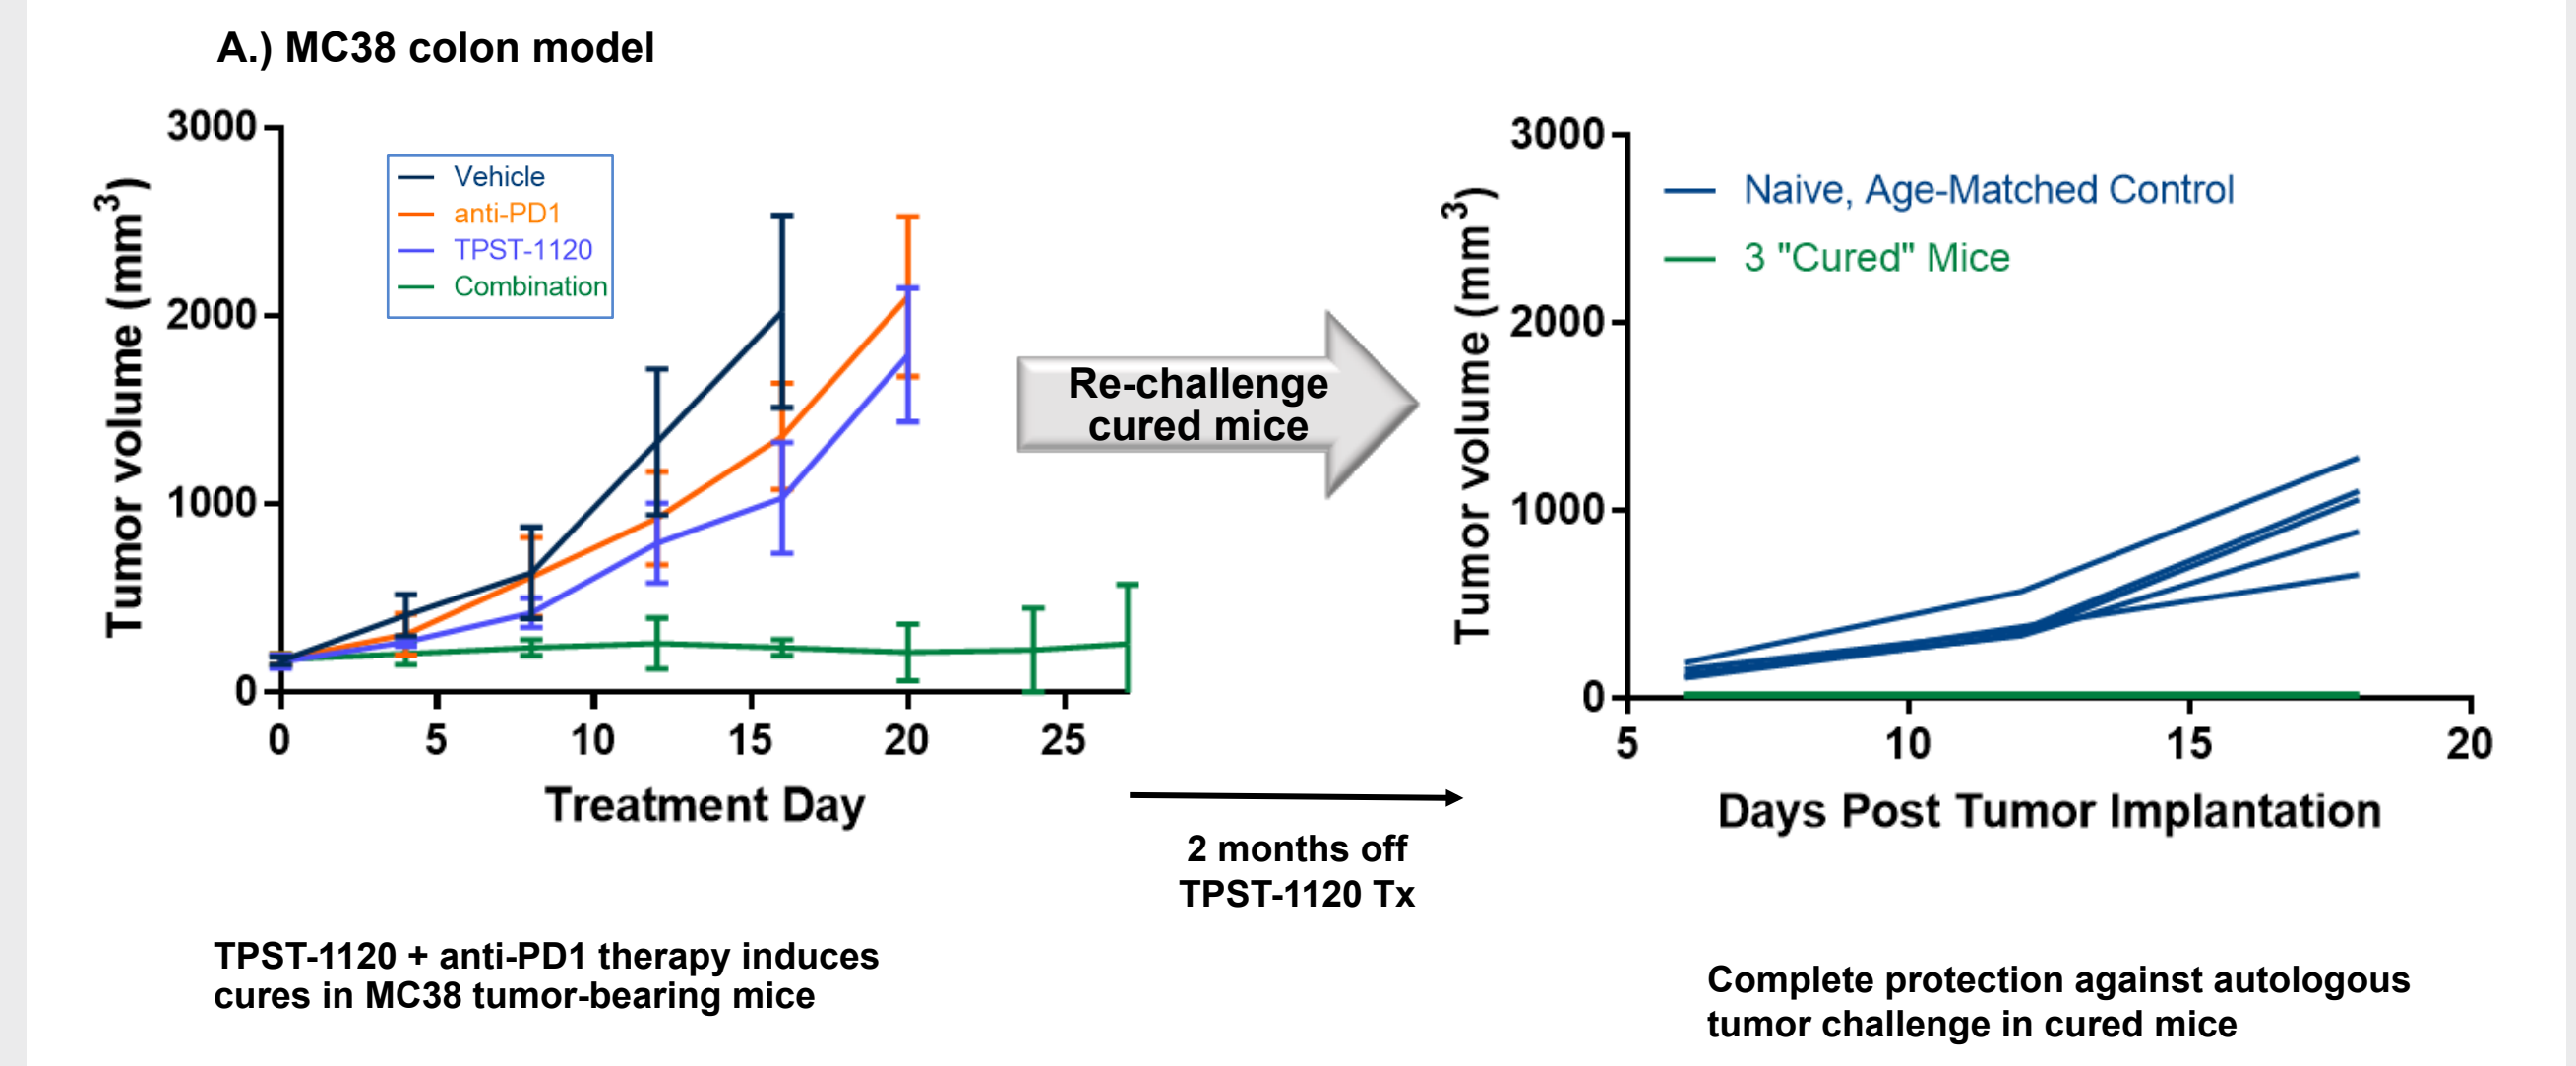 A.) MC38 colon model
Tumor volume (mm³)
3000
2000
1000
0
Vehicle
anti-PD1
TPST-1120
Combination
0 5 10 15 20 25
Treatment Day
Re-challenge
cured mice
2 months off
TPST-1120 Tx
Tumor volume (mm³)
3000
2000
1000
0
Naive, Age-Matched Control
3 "Cured" Mice
5 10 15 20
Days Post Tumor Implantation
TPST-1120 + anti-PD1 therapy induces
cures in MC38 tumor-bearing mice
Complete protection against autologous
tumor challenge in cured mice